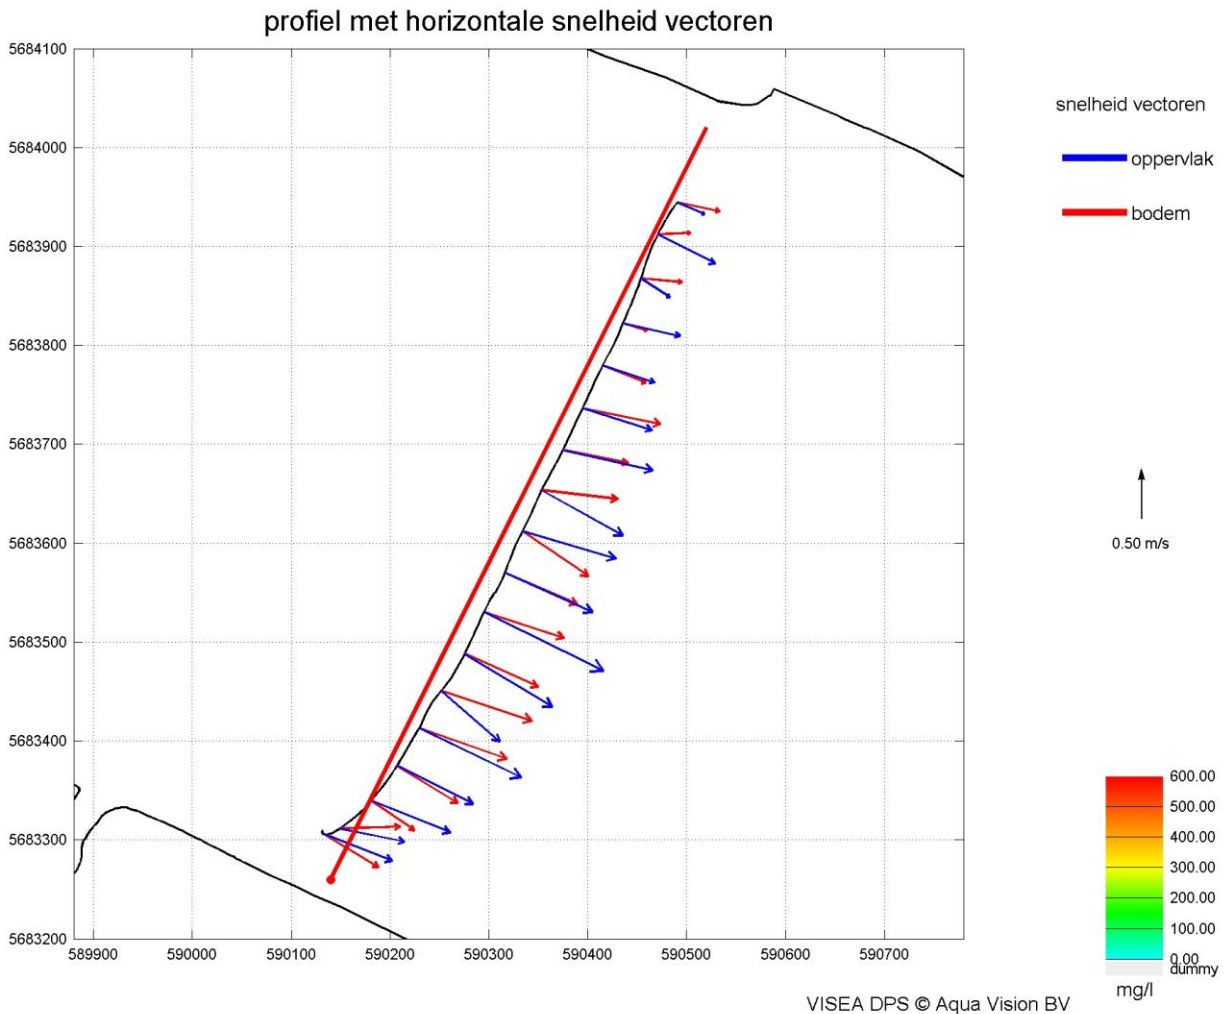 profiel met horizontale snelheid vectoren
5684100
5684000
5683900
5683800
5683700
5683600
5683500
5683400
5683300
5683200
589900 590000 590100 590200 590300 590400 590500 590600 590700
snelheid vectoren
oppervlak
bodem
0.50 m/s
600.00
500.00
400.00
300.00
200.00
100.00
0.00
dummy
mg/l
VISEA DPS © Aqua Vision BV